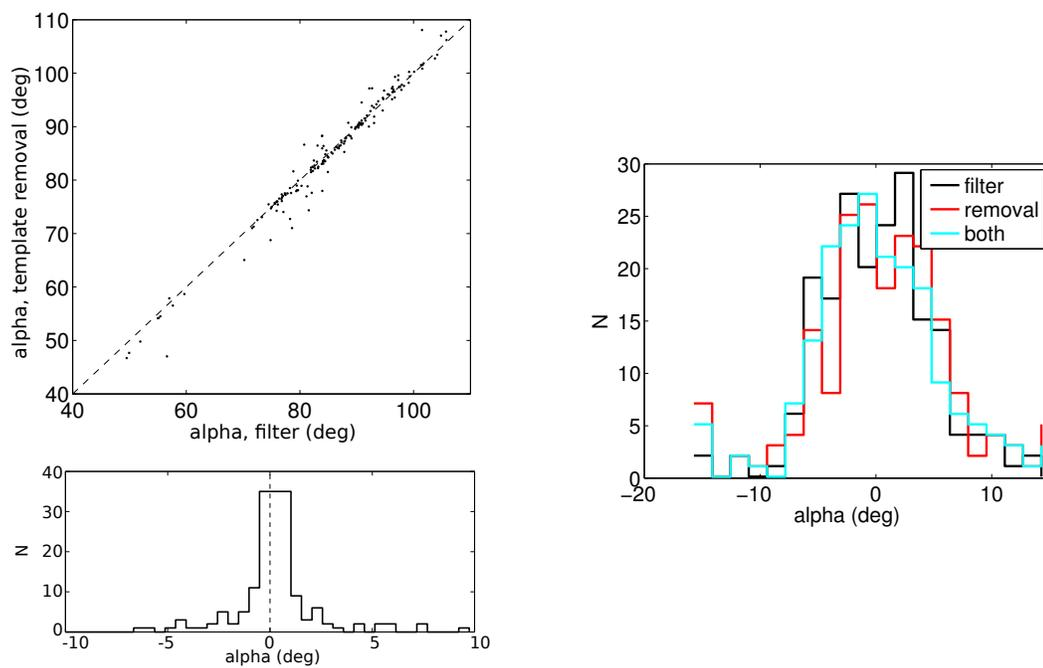 110
100
90
80
70
60
50
40
alpha, template removal (deg)
40 60 80 100
alpha, filter (deg)
40
30
20
10
0
N
-10 -5 0 5 10
alpha (deg)
30
25
20
15
10
5
0
N
filter
removal
both
−20 −10 0 10
alpha (deg)